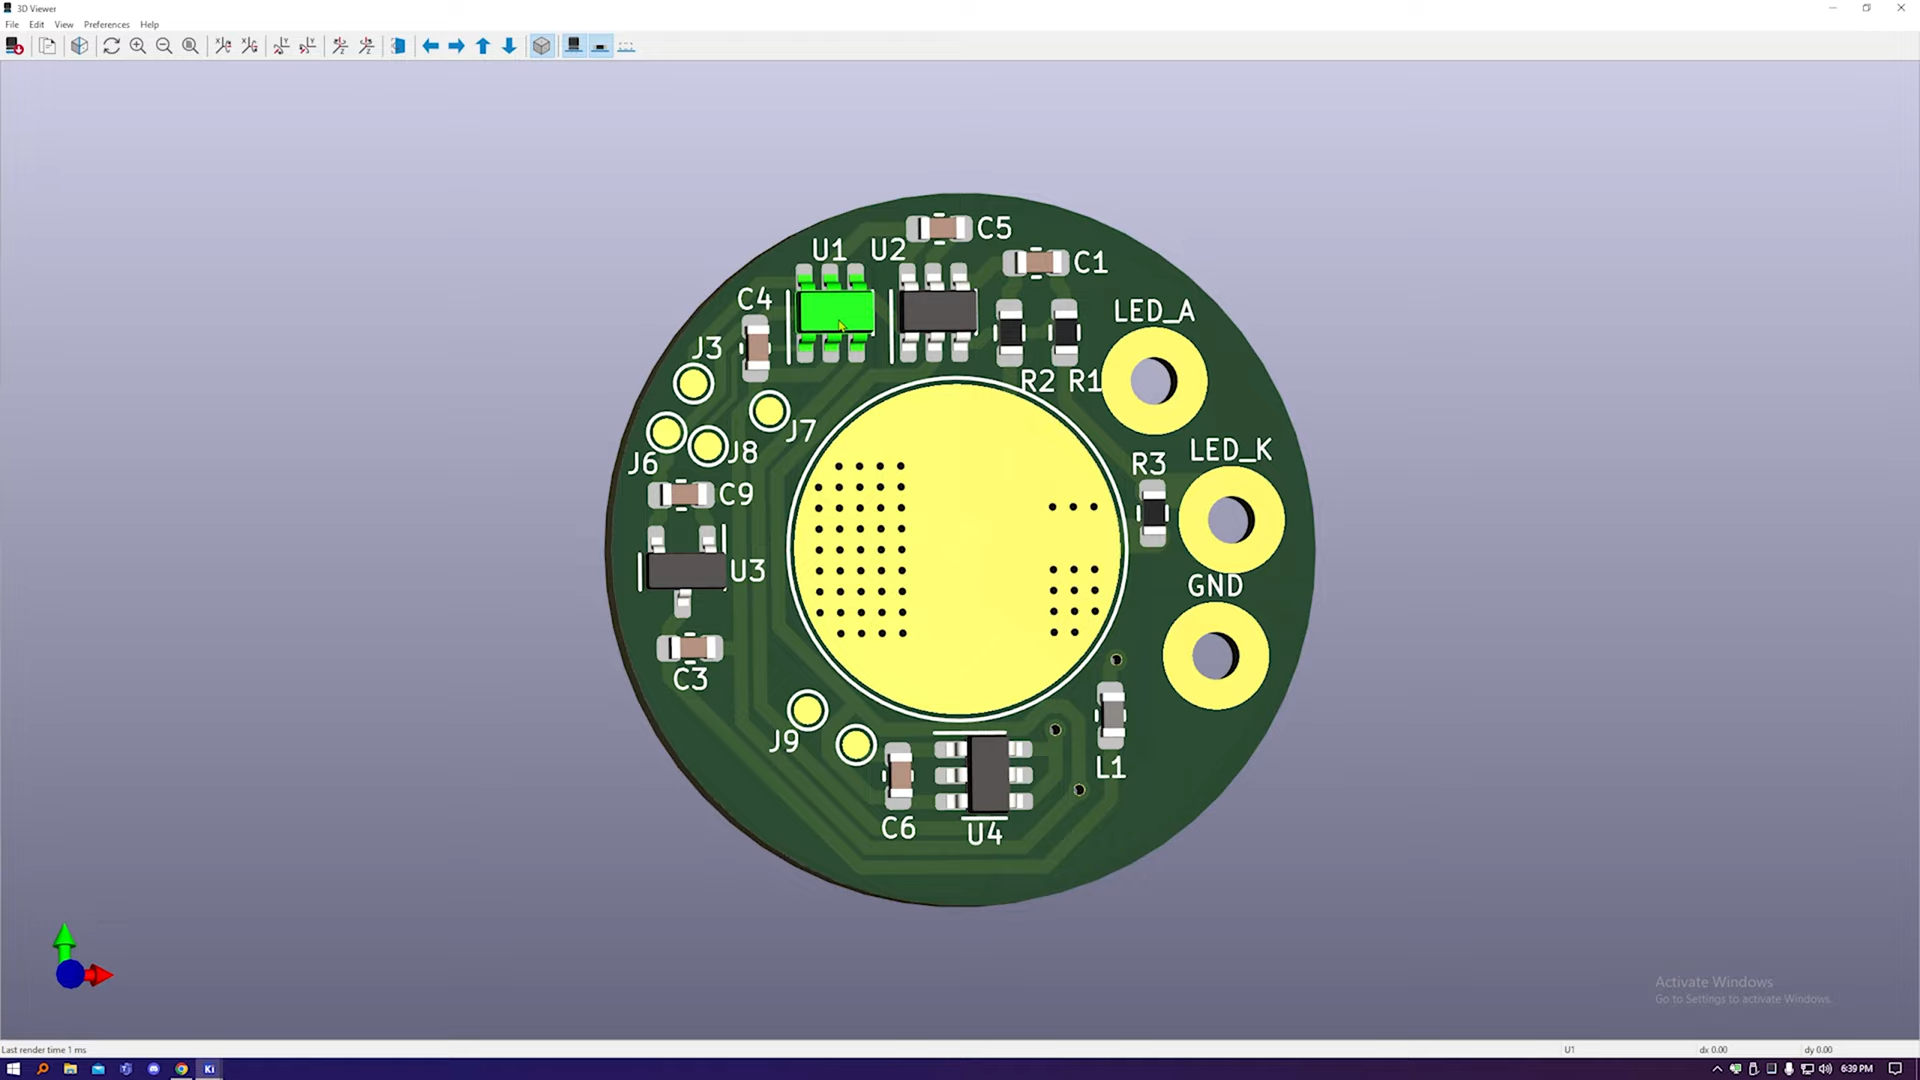 3D Viewer
File Edit View Preferences Help
C5
U1 U2
C1
C4
LED_A
J3
R2 R1
J7
J8
LED_K
J6
R3
C9
U3
GND
C3
J9
L1
C6
U4
Activate Windows
Go to Settings to activate Windows.
Last render time 1 ms
U1
dx 0.00
dy 0.00
Ki
6:39 PM